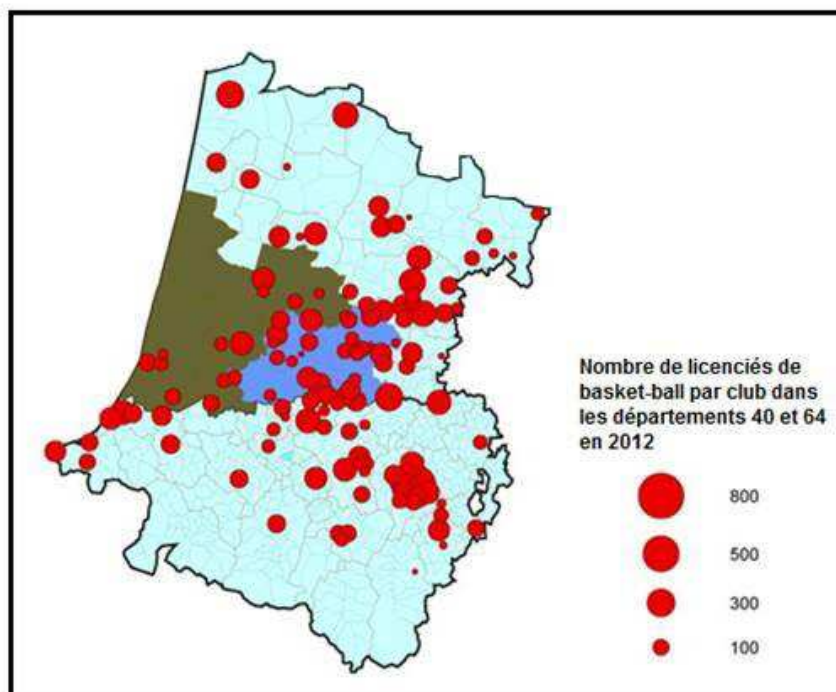 Nombre de licenciés de
basket-ball par club dans
les départements 40 et 64
en 2012
800
500
300
100